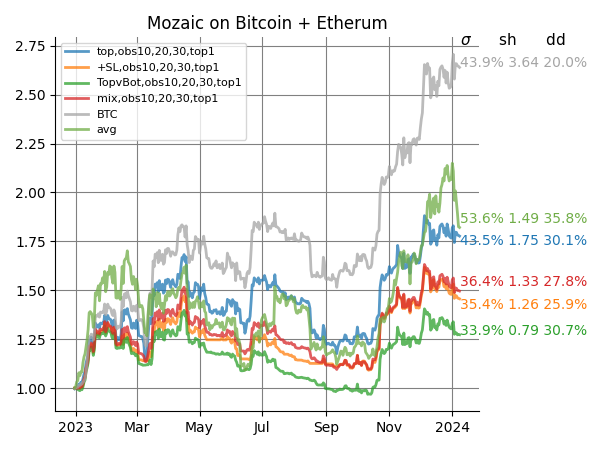 Mozaic on Bitcoin + Etherum
σ sh dd
2.75
2.50
2.25
2.00
1.75
1.50
1.25
1.00
top,obs10,20,30,top1
+SL,obs10,20,30,top1
TopvBot,obs10,20,30,top1
mix,obs10,20,30,top1
BTC
avg
43.9% 3.64 20.0%
53.6% 1.49 35.8%
43.5% 1.75 30.1%
36.4% 1.33 27.8%
35.4% 1.26 25.9%
33.9% 0.79 30.7%
2023 Mar May Jul Sep Nov 2024